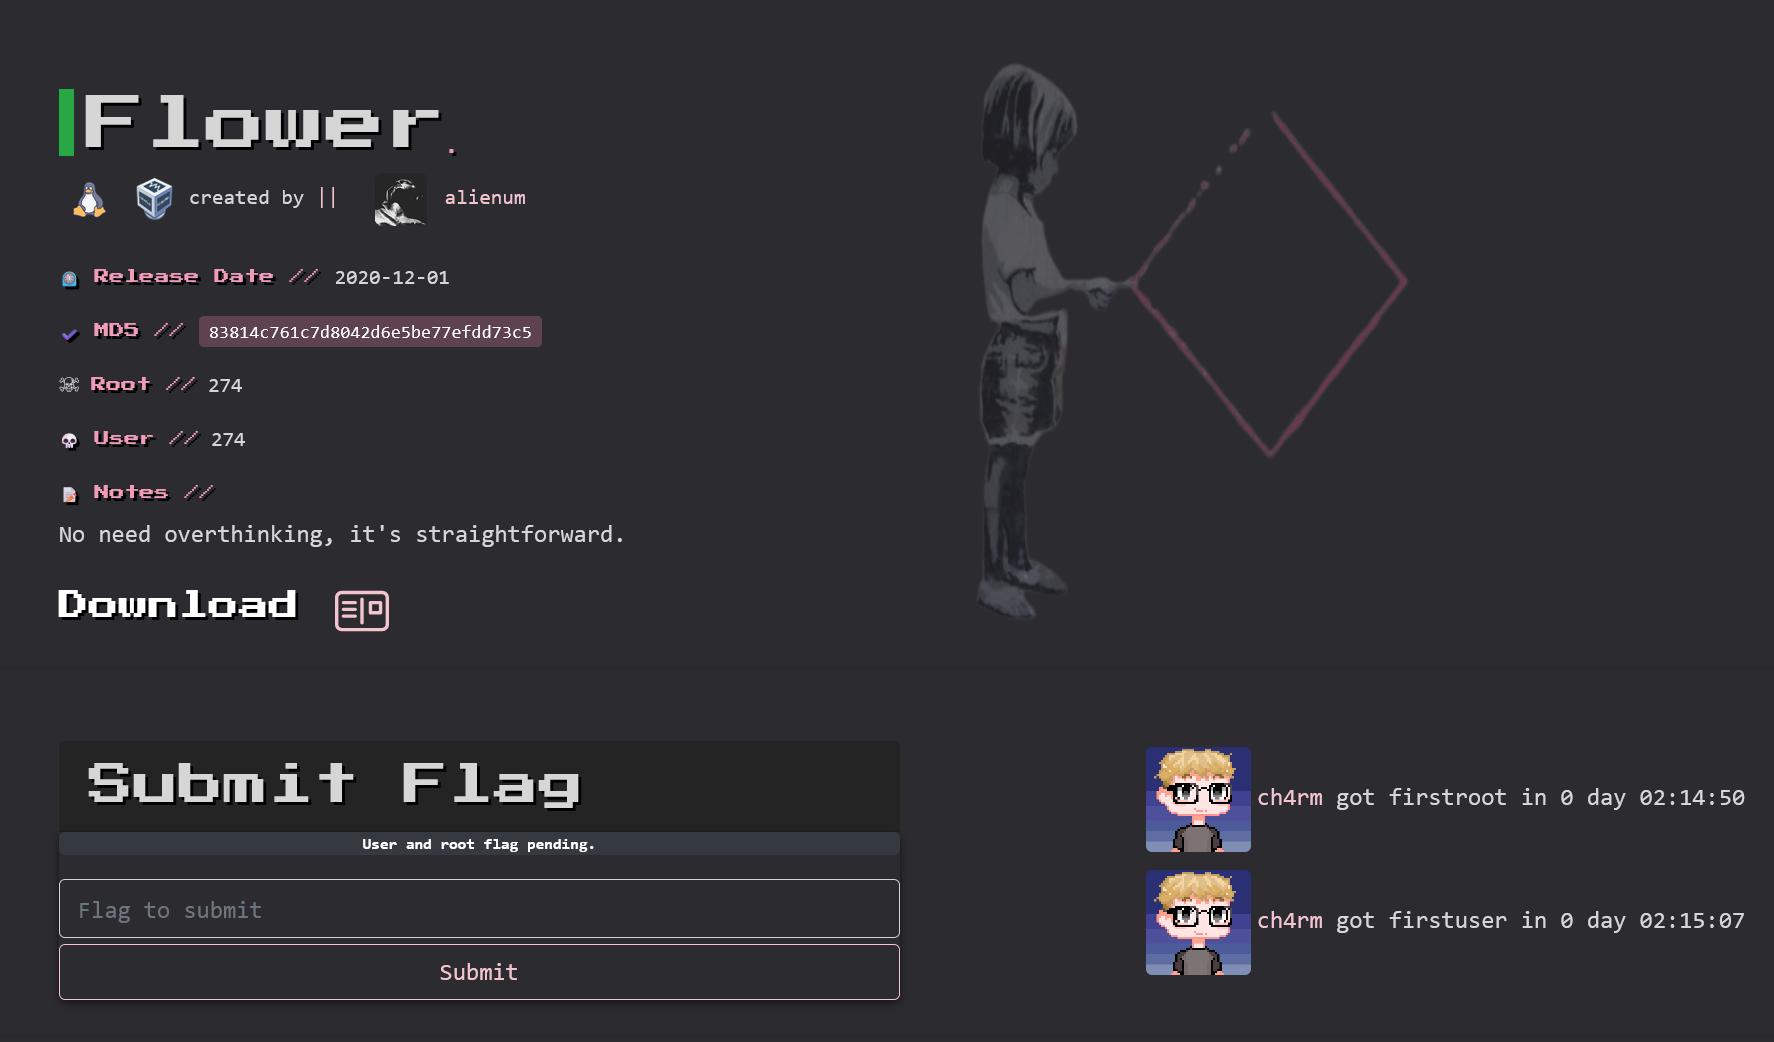 Flower.
created by || alienum
Release Date // 2020-12-01
MD5 // 83814c761c7d8042d6e5be77efdd73c5
Root // 274
User // 274
Notes //
No need overthinking, it's straightforward.
Download
Submit Flag
User and root flag pending.
Flag to submit
Submit
ch4rm got firstroot in 0 day 02:14:50
ch4rm got firstuser in 0 day 02:15:07